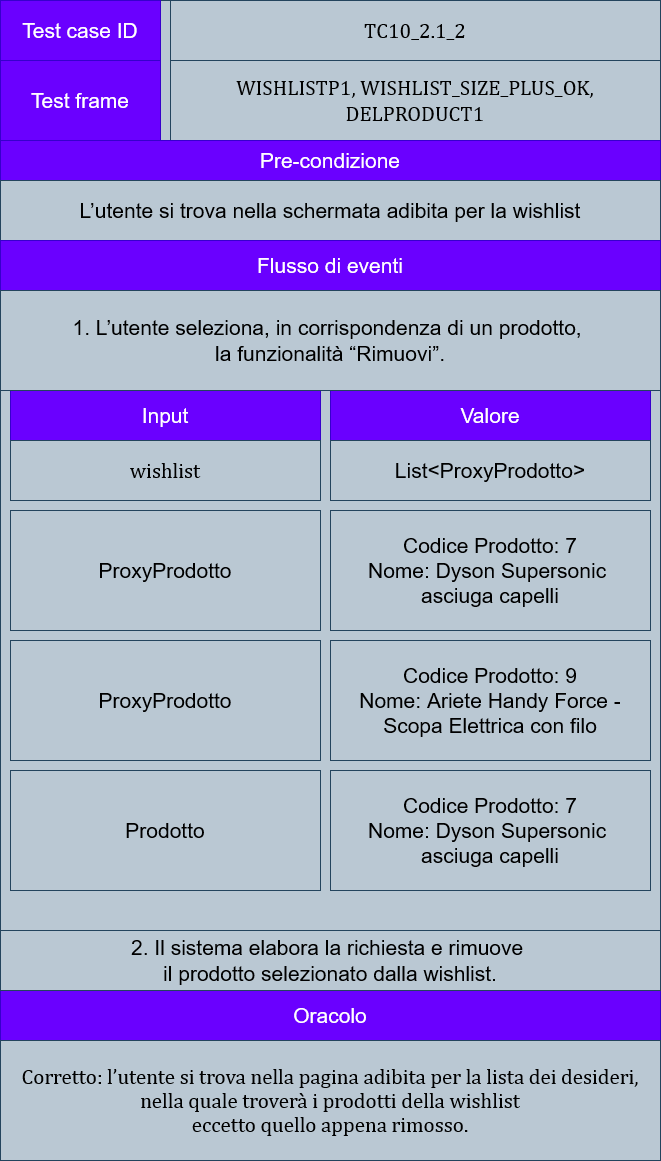 Test case ID
TC10_2.1_2
Test frame
WISHLISTP1, WISHLIST_SIZE_PLUS_OK,
DELPRODUCT1
Pre-condizione
L’utente si trova nella schermata adibita per la wishlist
Flusso di eventi
1. L’utente seleziona, in corrispondenza di un prodotto,
la funzionalità “Rimuovi”.
Input
Valore
wishlist
List<ProxyProdotto>
ProxyProdotto
Codice Prodotto: 7
Nome: Dyson Supersonic
asciuga capelli
ProxyProdotto
Codice Prodotto: 9
Nome: Ariete Handy Force -
Scopa Elettrica con filo
Prodotto
Codice Prodotto: 7
Nome: Dyson Supersonic
asciuga capelli
2. Il sistema elabora la richiesta e rimuove
il prodotto selezionato dalla wishlist.
Oracolo
Corretto: l’utente si trova nella pagina adibita per la lista dei desideri,
nella quale troverà i prodotti della wishlist
eccetto quello appena rimosso.